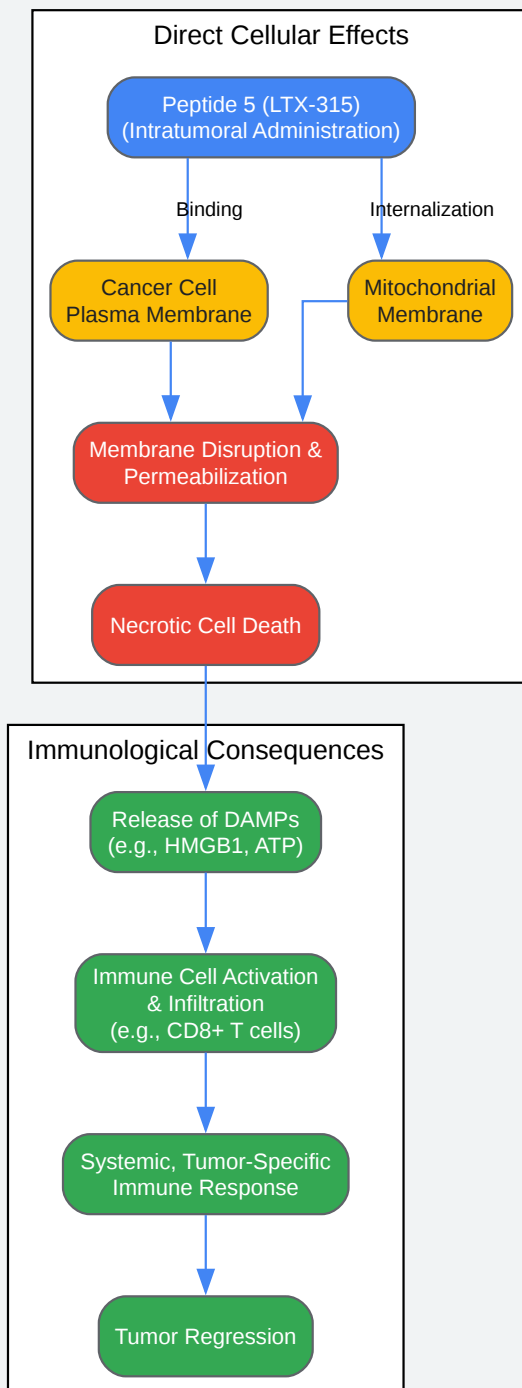 Direct Cellular Effects
Peptide 5 (LTX-315)
(Intratumoral Administration)
Binding
Internalization
Cancer Cell
Plasma Membrane
Mitochondrial
Membrane
Membrane Disruption &
Permeabilization
Necrotic Cell Death
Immunological Consequences
Release of DAMPs
(e.g., HMGB1, ATP)
Immune Cell Activation
& Infiltration
(e.g., CD8+ T cells)
Systemic, Tumor-Specific
Immune Response
Tumor Regression